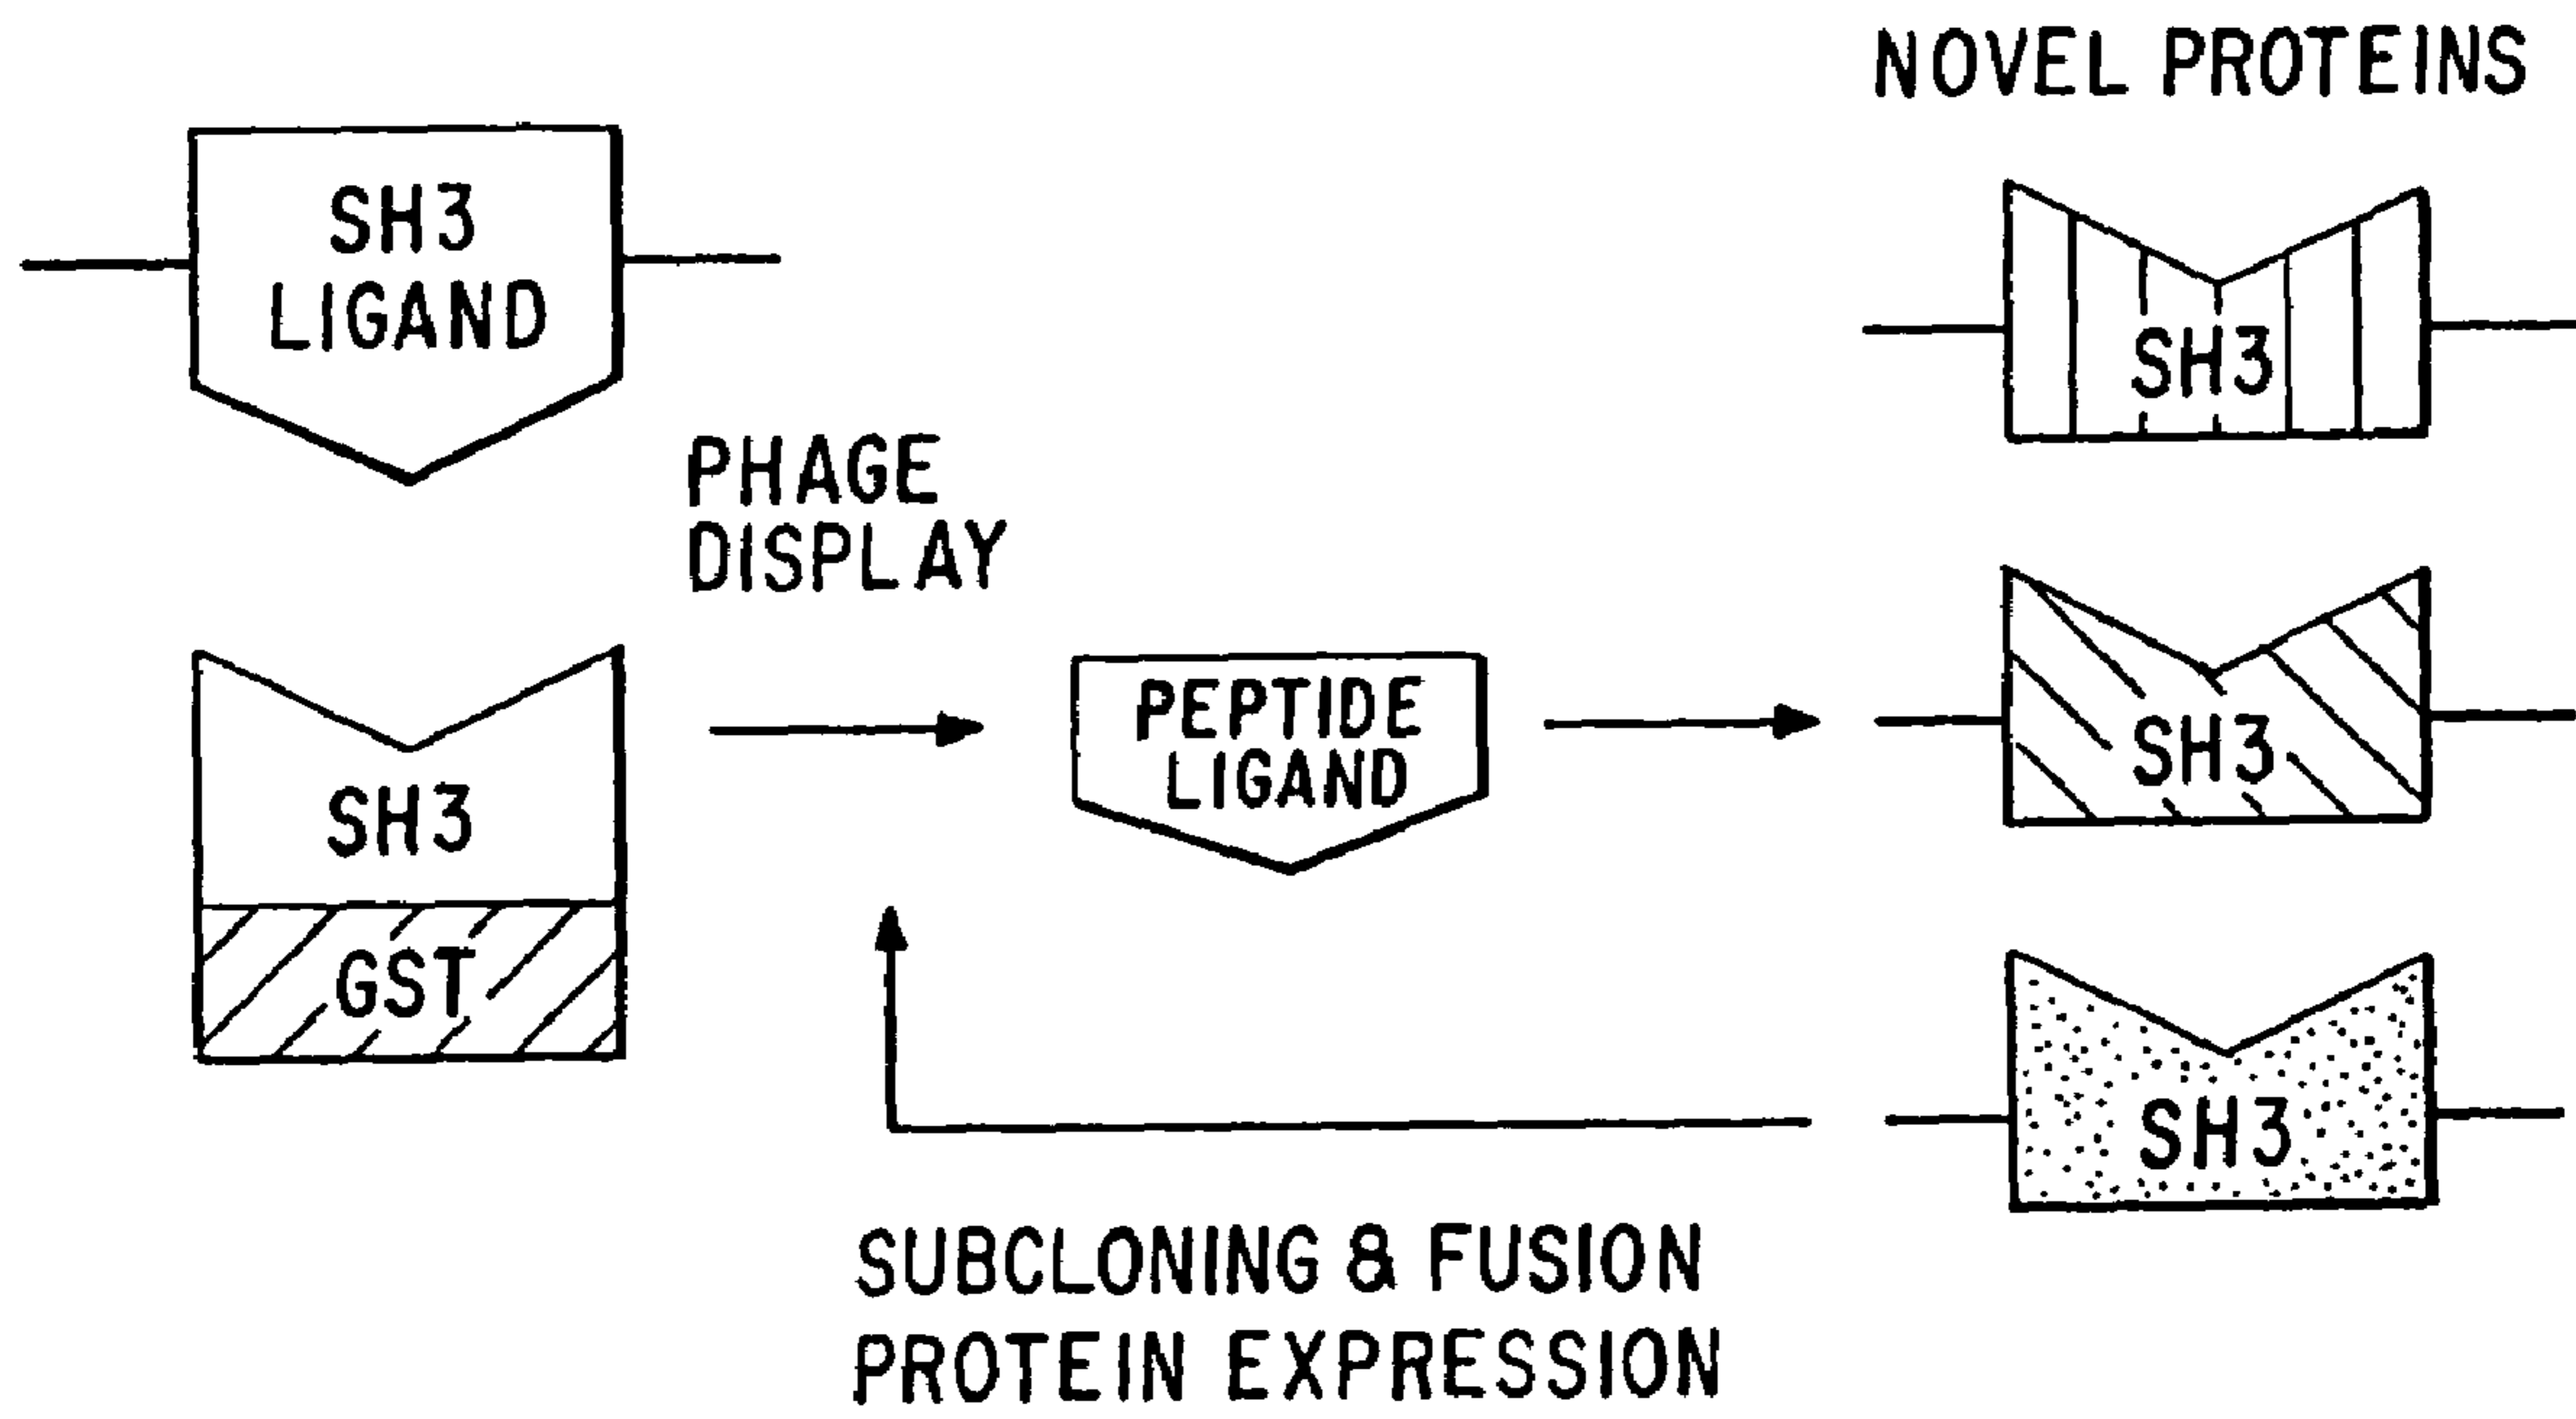 NOVEL PROTEINS
SH3
LIGAND
SH3
PHAGE
DISPLAY
SH3
GST
PEPTIDE
LIGAND
SH3
SH3
SUBCLONING & FUSION
PROTEIN EXPRESSION